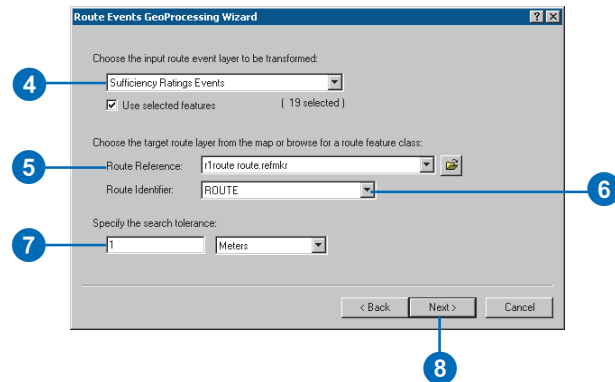 Route Events GeoProcessing Wizard
Choose the input route event layer to be transformed:
4
Sufficiency Ratings Events
Use selected features ( 19 selected )
Choose the target route layer from the map or browse for a route feature class:
5
Route Reference: r1route route.refmkr
Route Identifier: ROUTE
6
Specify the search tolerance:
7
1 Meters
< Back Next > Cancel
8